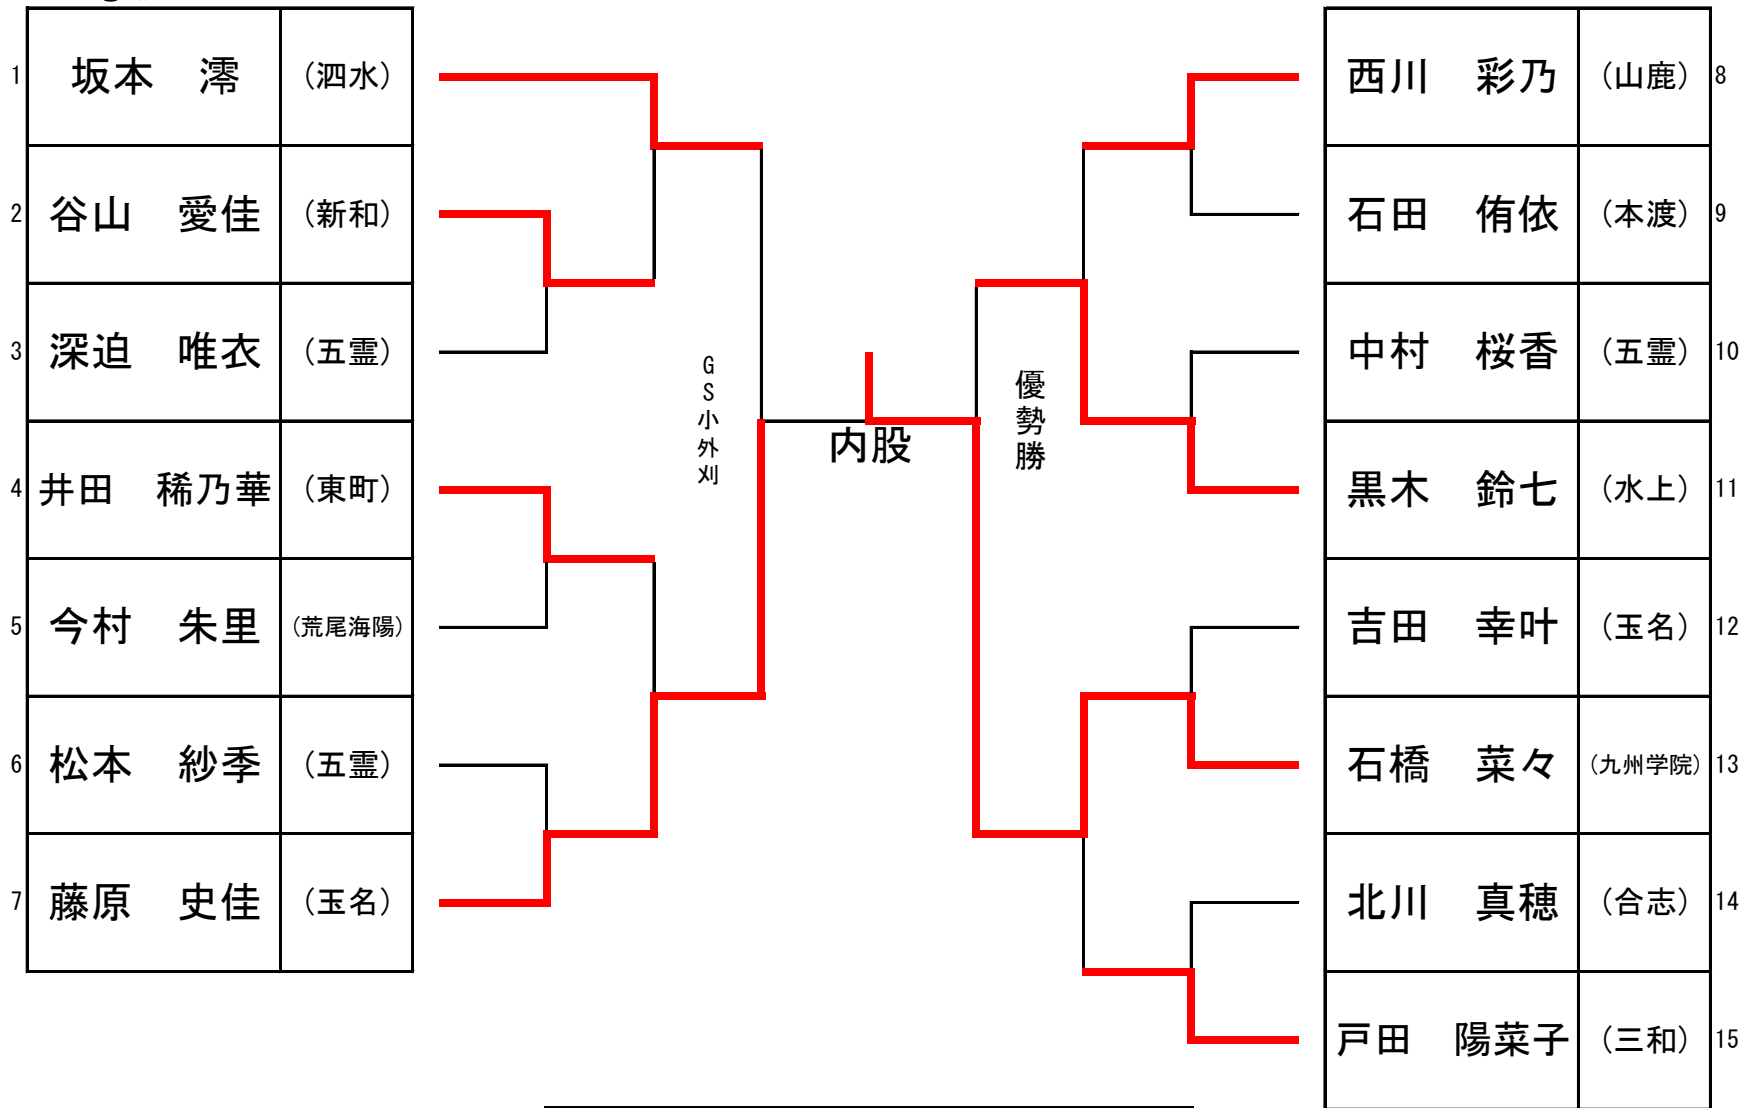 1 坂本　澪 （泗水）
2 谷山　愛佳 （新和）
3 深迫　唯衣 （五霊）
4 井田　稀乃華 （東町）
5 今村　朱里 （荒尾海陽）
6 松本　紗季 （五霊）
7 藤原　史佳 （玉名）
GS小外刈
内股
優勢勝
西川　彩乃 （山鹿） 8
石田　侑依 （本渡） 9
中村　桜香 （五霊） 10
黒木　鈴七 （水上） 11
吉田　幸叶 （玉名） 12
石橋　菜々 （九州学院） 13
北川　真穂 （合志） 14
戸田　陽菜子 （三和） 15